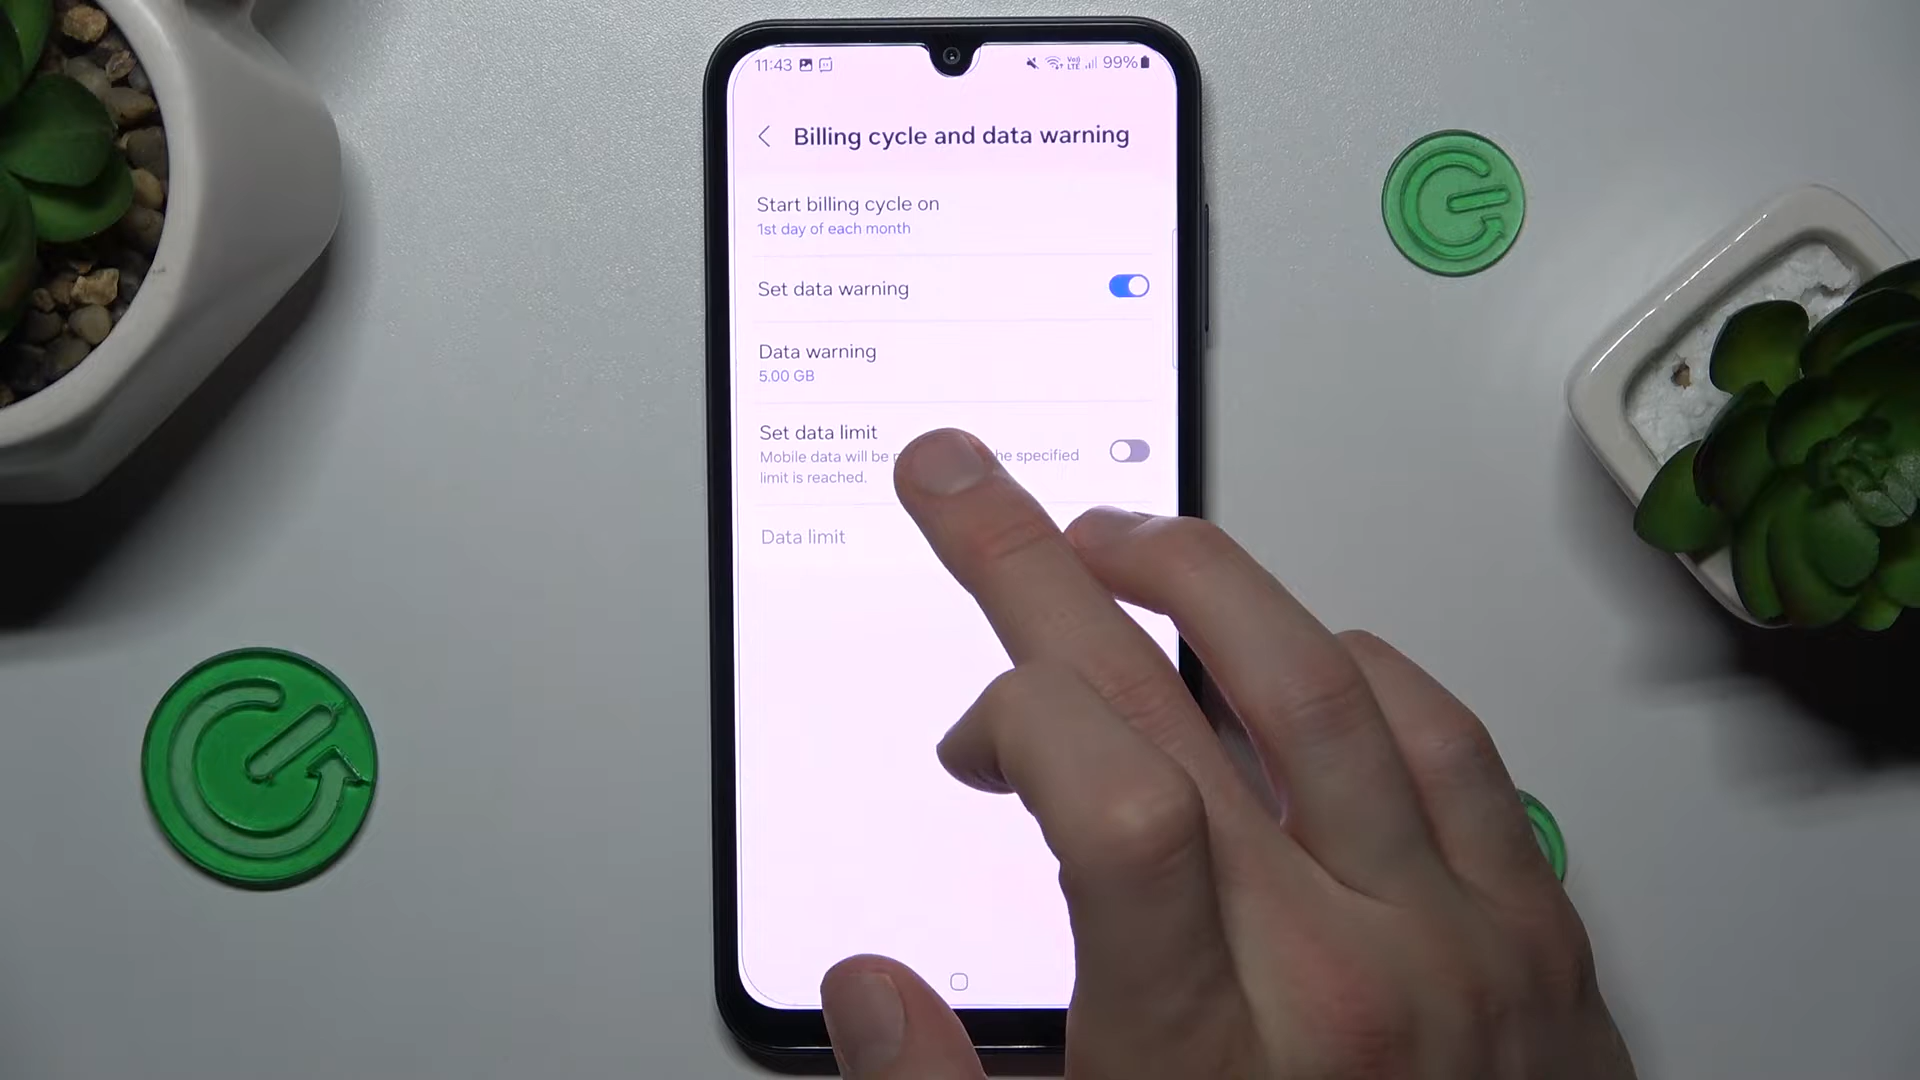 11:43 99%
Billing cycle and data warning
Start billing cycle on
1st day of each month
Set data warning
Data warning
5.00 GB
Set data limit
Mobile data will be he specified
limit is reached.
Data limit